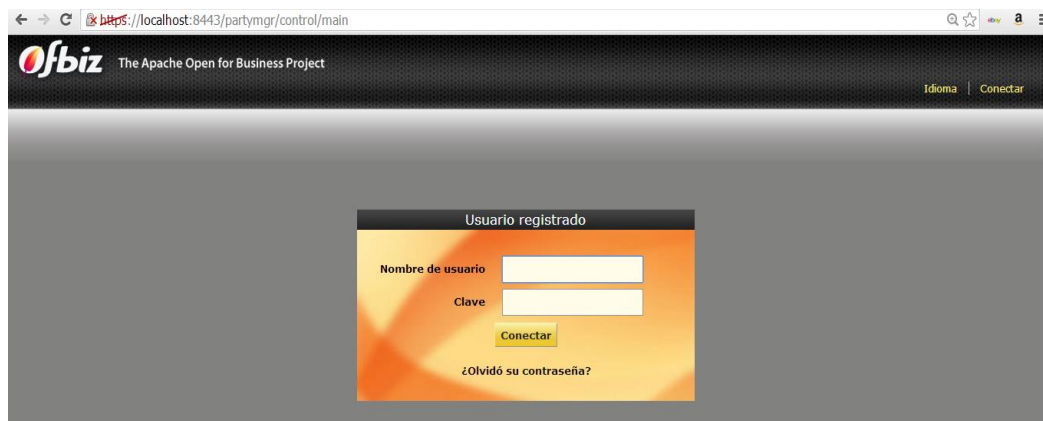 https://localhost:8443/partymgr/control/main
ebay a
Ofbiz The Apache Open for Business Project
Idioma | Conectar
Usuario registrado
Nombre de usuario
Clave
Conectar
¿Olvidó su contraseña?